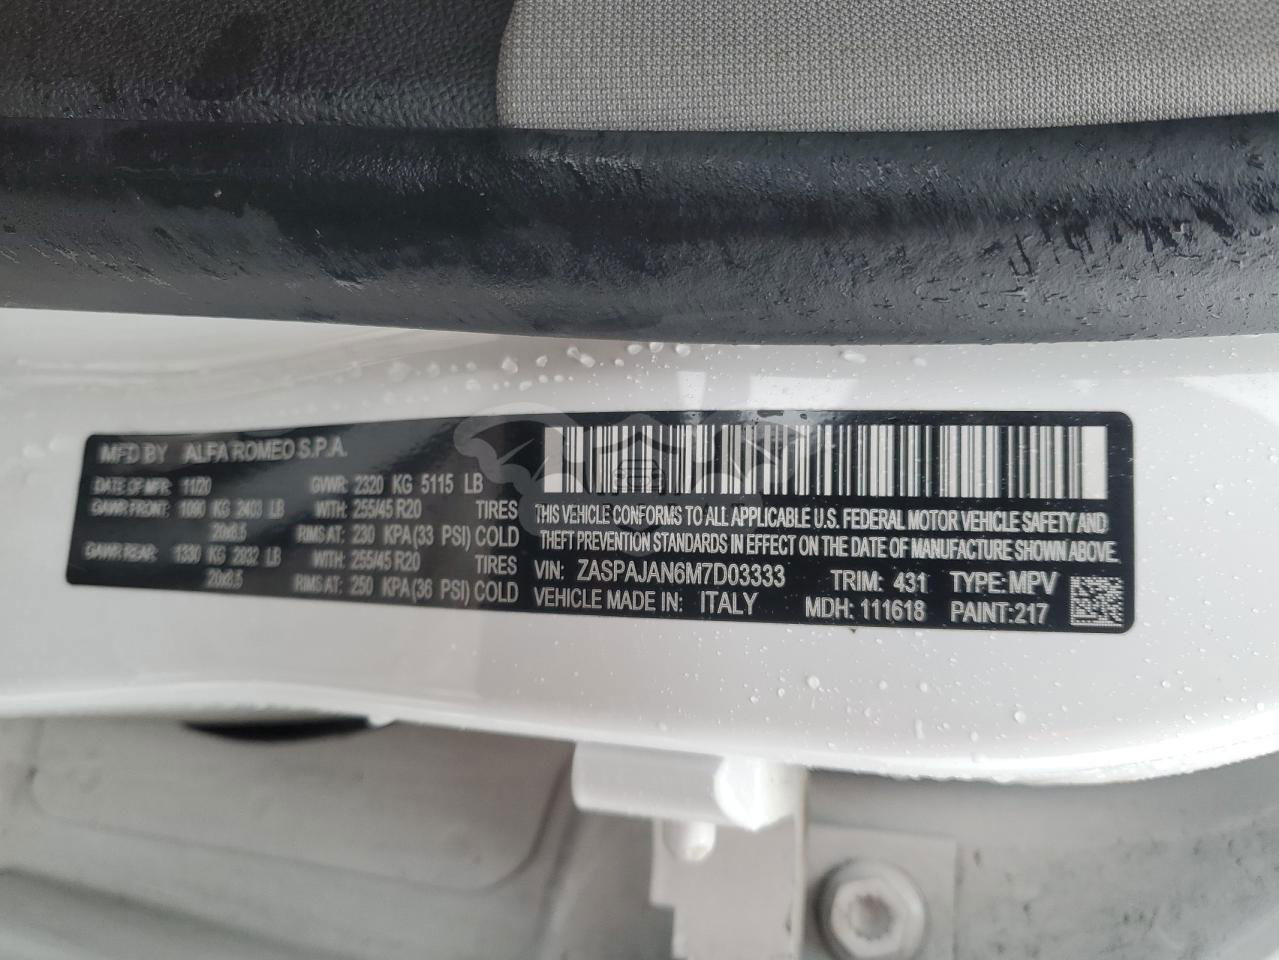 MFD BY ALFA ROMEO S.P.A.
DATE OF MFR: 11/20 GVWR: 2320 KG 5115 LB
GAWR FRONT: 1090 KG 2403 LB WITH: 255/45 R20 TIRES
20x8.5 RIMS AT: 230 KPA(33 PSI) COLD
GAWR REAR: 1330 KG 2932 LB WITH: 255/45 R20 TIRES
20x8.5 RIMS AT: 250 KPA(36 PSI) COLD
THIS VEHICLE CONFORMS TO ALL APPLICABLE U.S. FEDERAL MOTOR VEHICLE SAFETY AND
THEFT PREVENTION STANDARDS IN EFFECT ON THE DATE OF MANUFACTURE SHOWN ABOVE.
VIN: ZASPAJAN6M7D03333 TRIM: 431 TYPE: MPV
VEHICLE MADE IN: ITALY MDH: 111618 PAINT:217